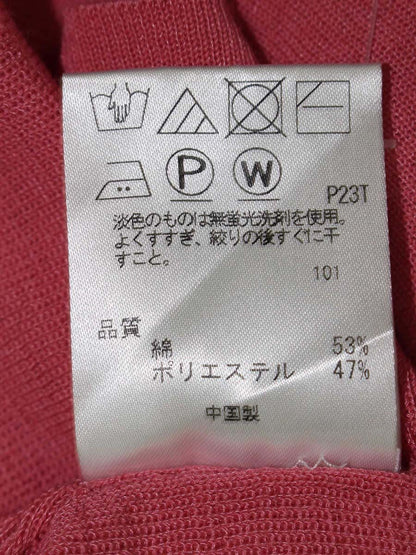 P W P23T
淡色のものは無蛍光洗剤を使用。
よくすすぎ、絞りの後すぐに干
すこと。
101
品質
綿 53%
ポリエステル 47%
中国製